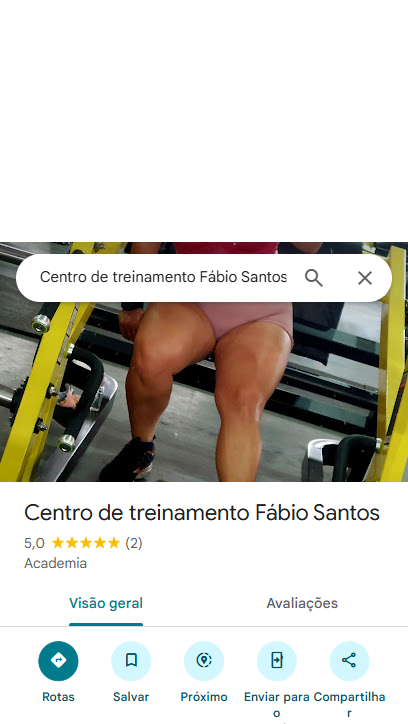 Centro de treinamento Fábio Santos
Centro de treinamento Fábio Santos
5,0 (2)
Academia
Visão geral
Avaliações
Rotas
Salvar
Próximo
Enviar para
o
Compartilha
r